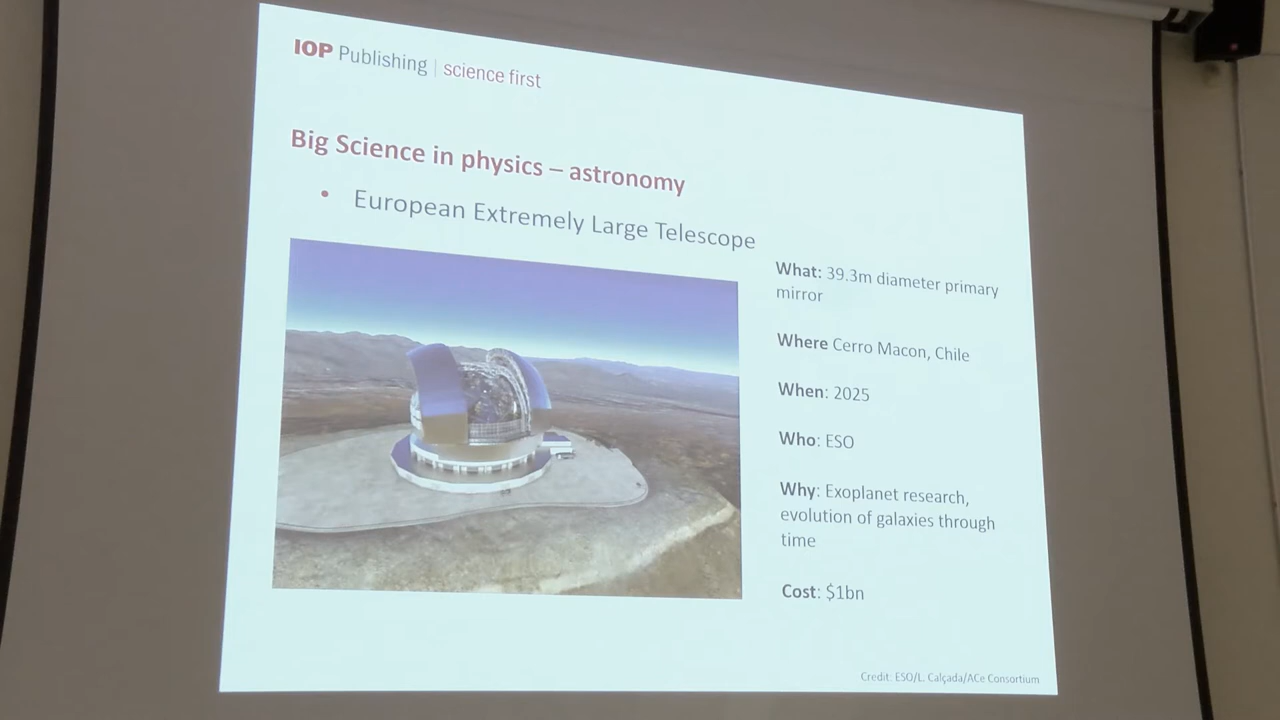 IOP Publishing | science first
Big Science in physics – astronomy
• European Extremely Large Telescope
What: 39.3m diameter primary
mirror
Where Cerro Macon, Chile
When: 2025
Who: ESO
Why: Exoplanet research,
evolution of galaxies through
time
Cost: $1bn
Credit: ESO/L. Calçada/ACe Consortium